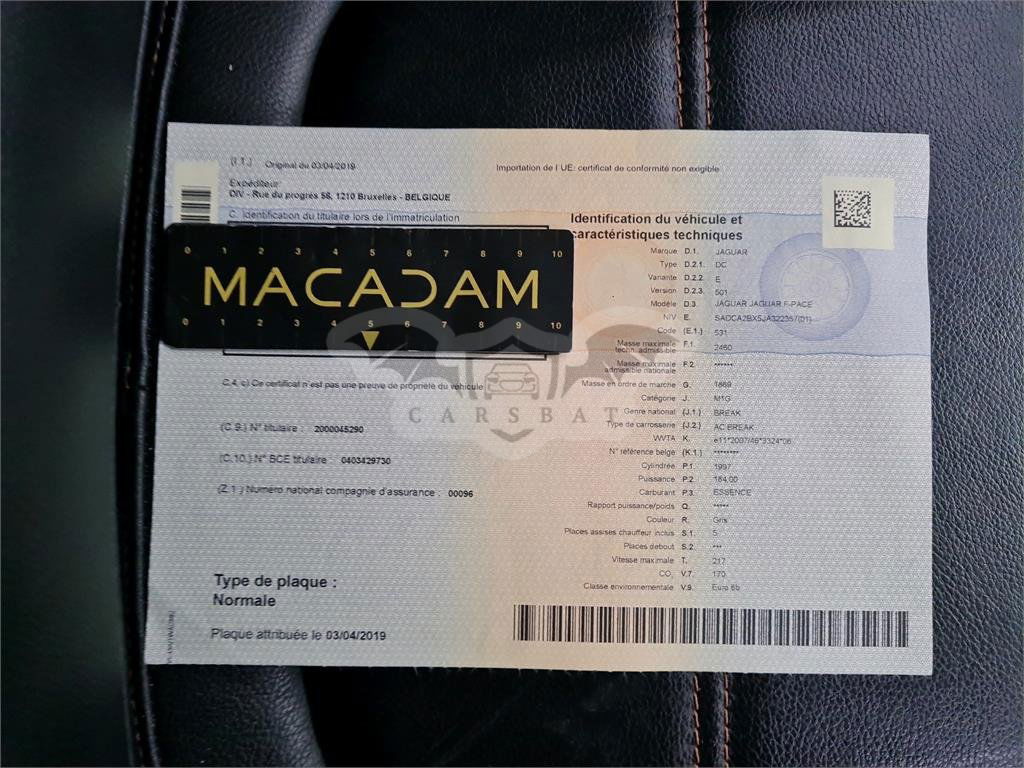 (I.1.) Original du 03/04/2019
Importation de l'UE: certificat de conformité non exigible
Expéditeur
DIV - Rue du progrès 56, 1210 Bruxelles - BELGIQUE
C. Identification du titulaire lors de l'immatriculation
0 1 2 3 4 5 6 7 8 9 10
MACADAM
0 1 2 3 4 5 6 7 8 9 10
C.4. c) Ce certificat n'est pas une preuve de propriété du véhicule
CARSBAT
(C.9.) N° titulaire : 2000045290
(C.10.) N° BCE titulaire : 0403429730
(Z.1.) Numéro national compagnie d'assurance : 00096
Type de plaque :
Normale
Plaque attribuée le 03/04/2019
Identification du véhicule et
caractéristiques techniques
Marque D.1. JAGUAR
Type D.2.1. DC
Variante D.2.2. E
Version D.2.3. 501
Modèle D.3. JAGUAR JAGUAR F-PACE
NIV E. SADCA2BX5JA322357(01)
Code (E.1.) 531
Masse maximale techn. admissible F.1. 2460
Masse maximale admissible nationale F.2. ******
Masse en ordre de marche G. 1869
Catégorie J. M1G
Genre national (J.1.) BREAK
Type de carrosserie (J.2.) AC BREAK
WVTA K. e11*2007/46*3324*06
N° référence belge (K.1.) ********
Cylindrée P.1. 1997
Puissance P.2. 184,00
Carburant P.3. ESSENCE
Rapport puissance/poids Q. *****
Couleur R. Gris
Places assises chauffeur inclus S.1. 5
Places debout S.2. ***
Vitesse maximale T. 217
CO₂ V.7. 170
Classe environnementale V.9. Euro 6b